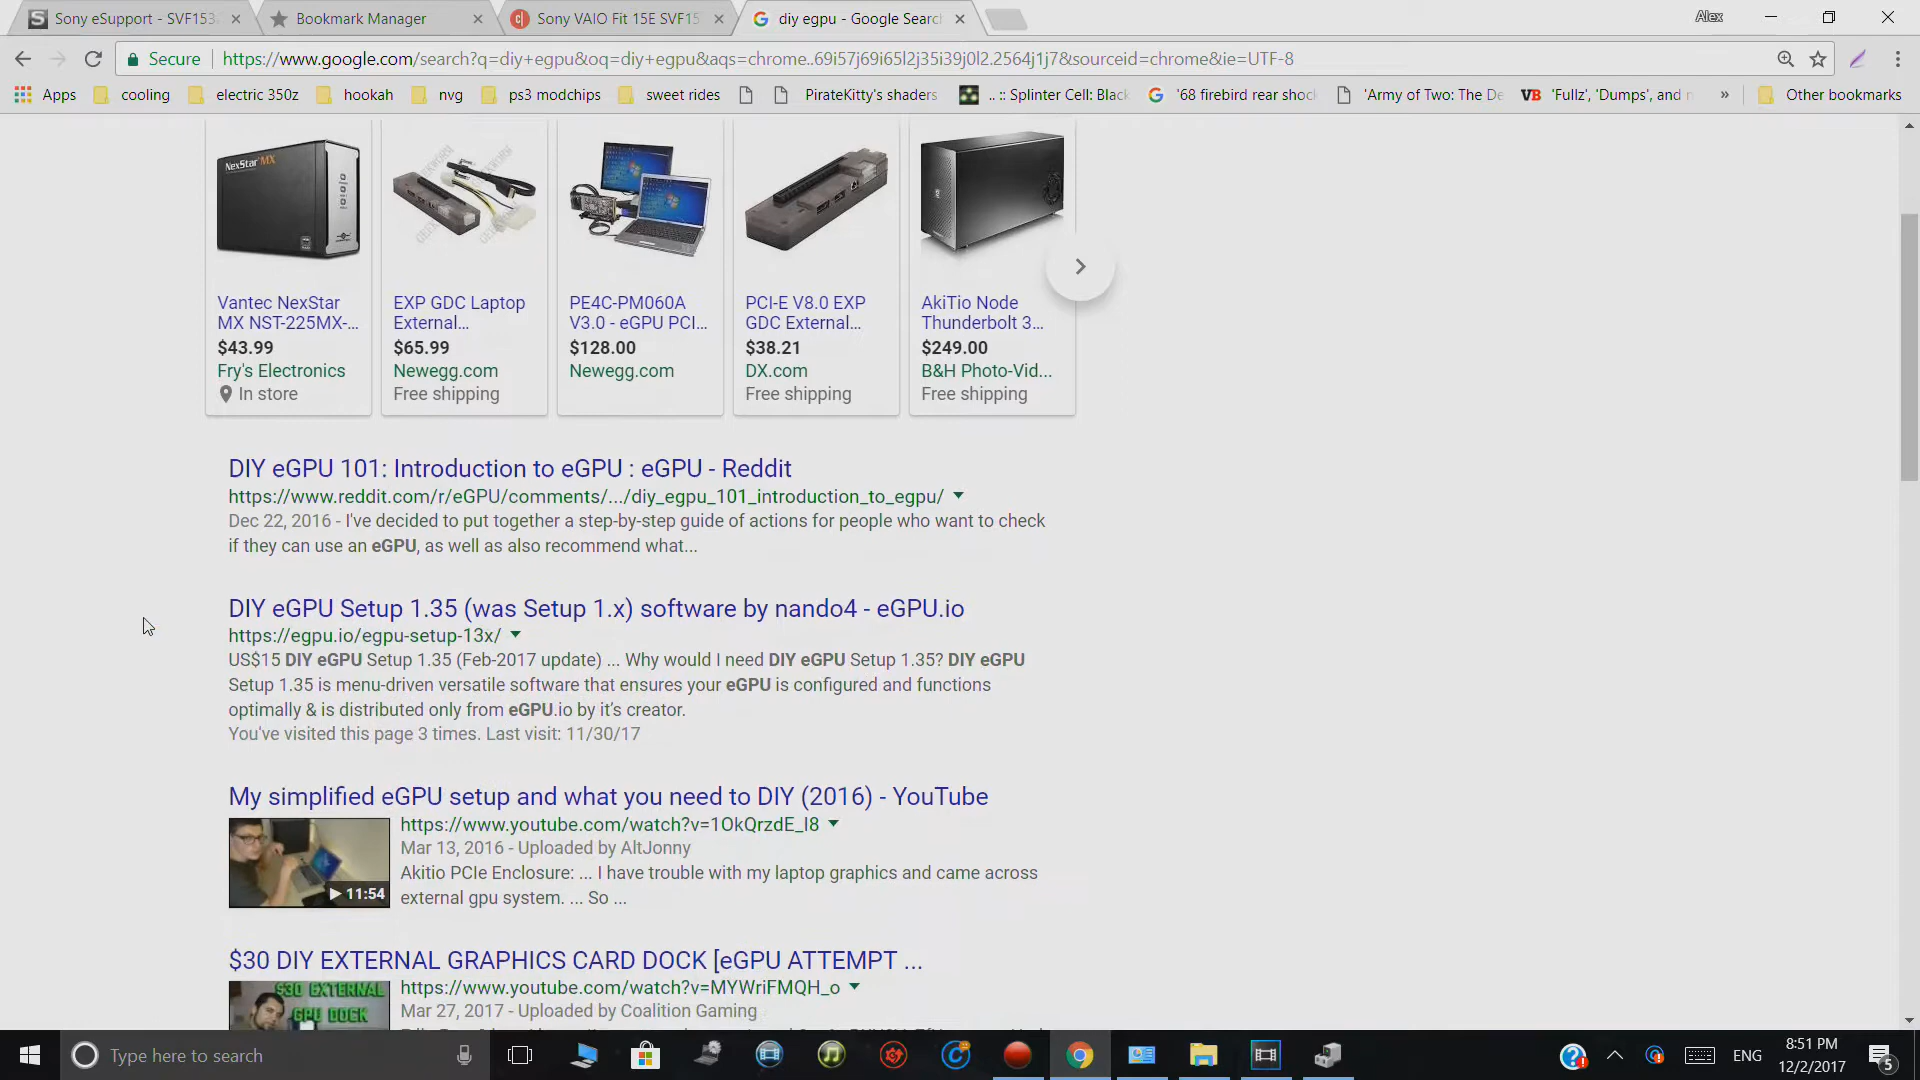 Sony eSupport - SVF153
Bookmark Manager
Sony VAIO Fit 15E SVF15
diy egpu - Google Search
Alex
Secure
https://www.google.com/search?q=diy+egpu&oq=diy+egpu&aqs=chrome..69i57j69i65l2j35i39j0l2.2564j1j7&sourceid=chrome&ie=UTF-8
Apps
cooling
electric 350z
hookah
nvg
ps3 modchips
sweet rides
PirateKitty's shaders
.. :: Splinter Cell: Black
'68 firebird rear shoc
'Army of Two: The De
VB
'Fullz', 'Dumps', and
»
Other bookmarks
NexStar MX
Vantec NexStar
MX NST-225MX-...
$43.99
Fry's Electronics
In store
EXP GDC Laptop
External...
$65.99
Newegg.com
Free shipping
PE4C-PM060A
V3.0 - eGPU PCI...
$128.00
Newegg.com
PCI-E V8.0 EXP
GDC External...
$38.21
DX.com
Free shipping
AkiTio Node
Thunderbolt 3...
$249.00
B&H Photo-Vid...
Free shipping
DIY eGPU 101: Introduction to eGPU : eGPU - Reddit
https://www.reddit.com/r/eGPU/comments/.../diy_egpu_101_introduction_to_egpu/
Dec 22, 2016 - I've decided to put together a step-by-step guide of actions for people who want to check
if they can use an eGPU, as well as also recommend what...
DIY eGPU Setup 1.35 (was Setup 1.x) software by nando4 - eGPU.io
https://egpu.io/egpu-setup-13x/
US$15 DIY eGPU Setup 1.35 (Feb-2017 update) ... Why would I need DIY eGPU Setup 1.35? DIY eGPU
Setup 1.35 is menu-driven versatile software that ensures your eGPU is configured and functions
optimally & is distributed only from eGPU.io by it's creator.
You've visited this page 3 times. Last visit: 11/30/17
My simplified eGPU setup and what you need to DIY (2016) - YouTube
https://www.youtube.com/watch?v=1OkQrzdE_I8
Mar 13, 2016 - Uploaded by AltJonny
Akitio PCIe Enclosure: ... I have trouble with my laptop graphics and came across
external gpu system. ... So ...
11:54
$30 DIY EXTERNAL GRAPHICS CARD DOCK [eGPU ATTEMPT ...
https://www.youtube.com/watch?v=MYWriFMQH_o
Mar 27, 2017 - Uploaded by Coalition Gaming
$30 EXTERNAL
GPU DOCK
Type here to search
ENG
8:51 PM
12/2/2017
5